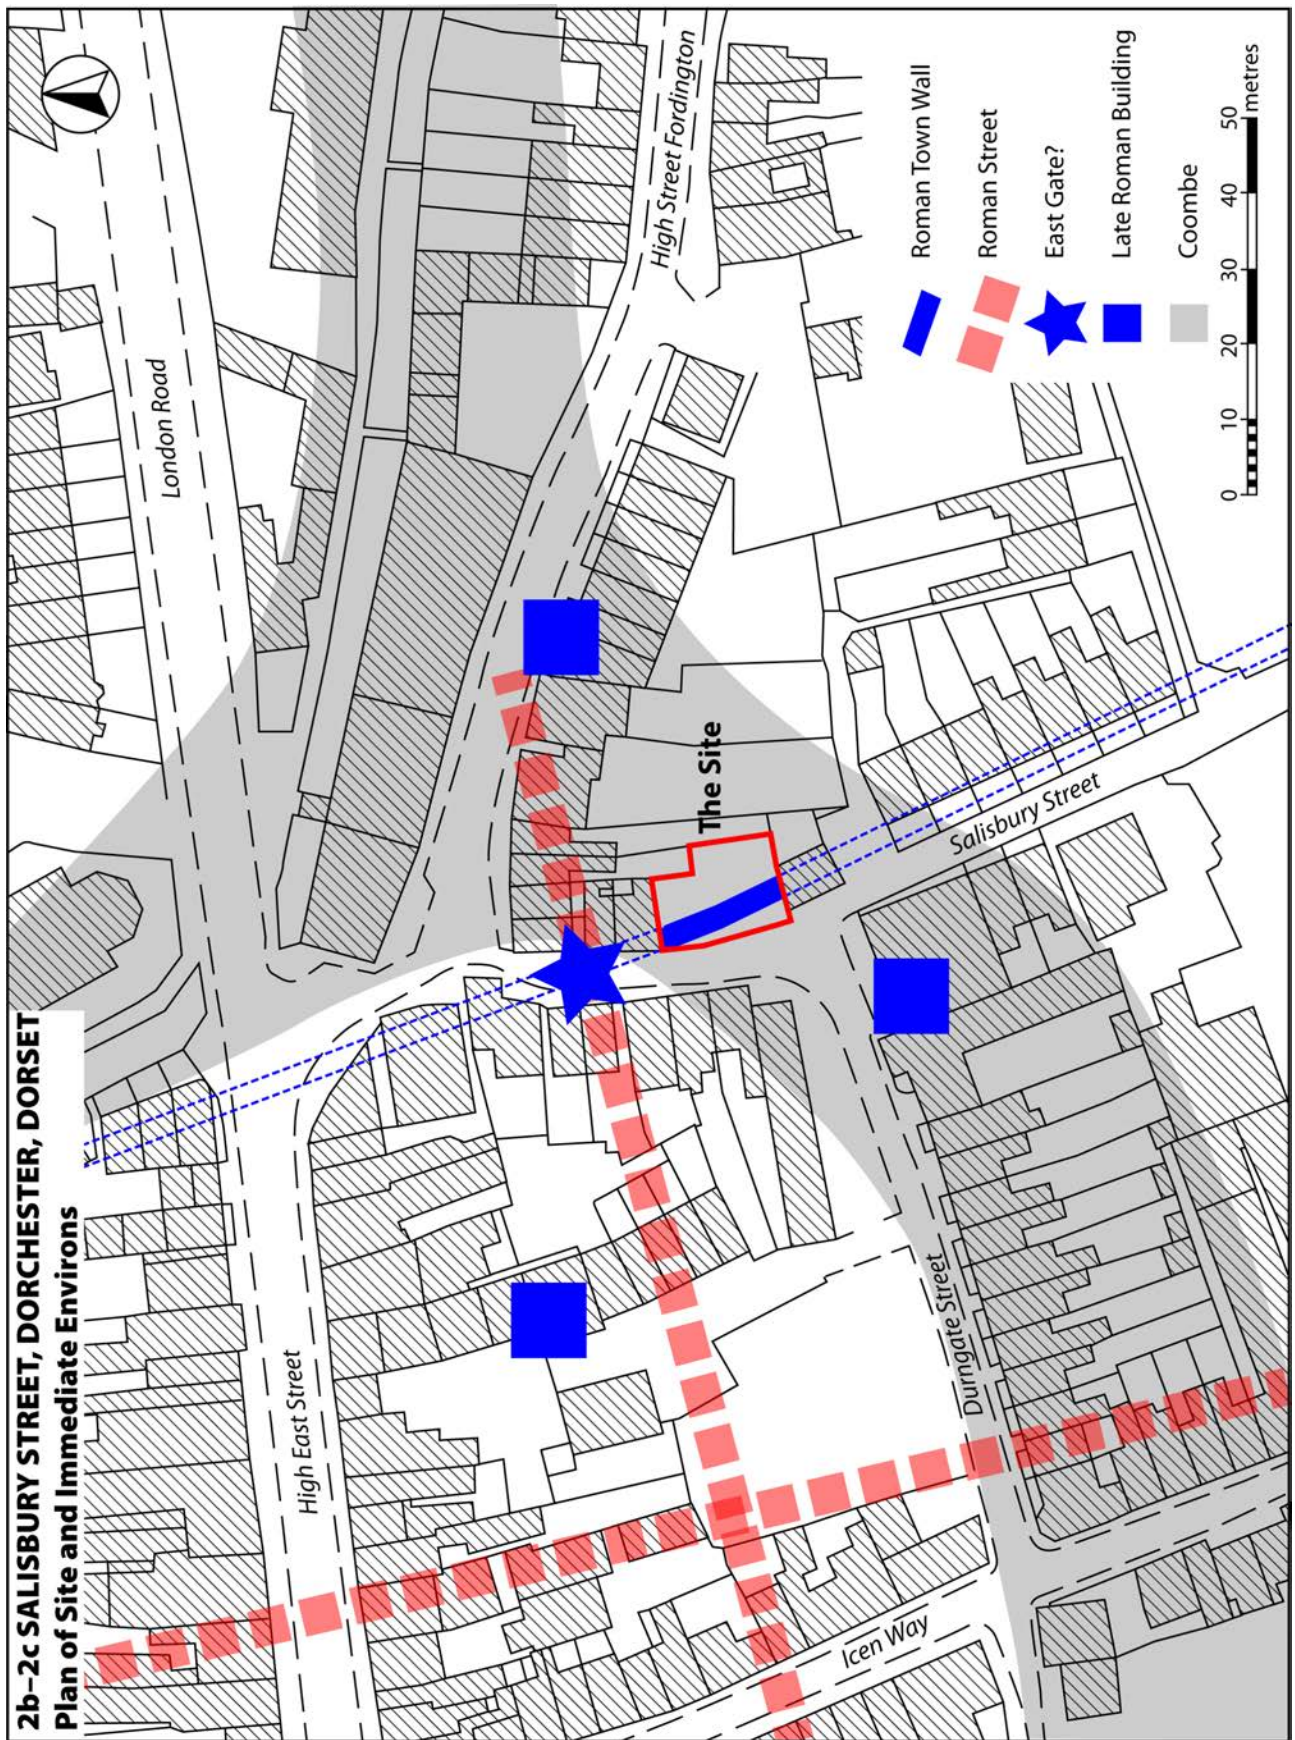 2b–2c SALISBURY STREET, DORCHESTER, DORSET
Plan of Site and Immediate Environs
London Road
High Street Fordington
High East Street
The Site
Salisbury Street
Durngate Street
Icen Way
Roman Town Wall
Roman Street
East Gate?
Late Roman Building
Coombe
0 10 20 30 40 50 metres